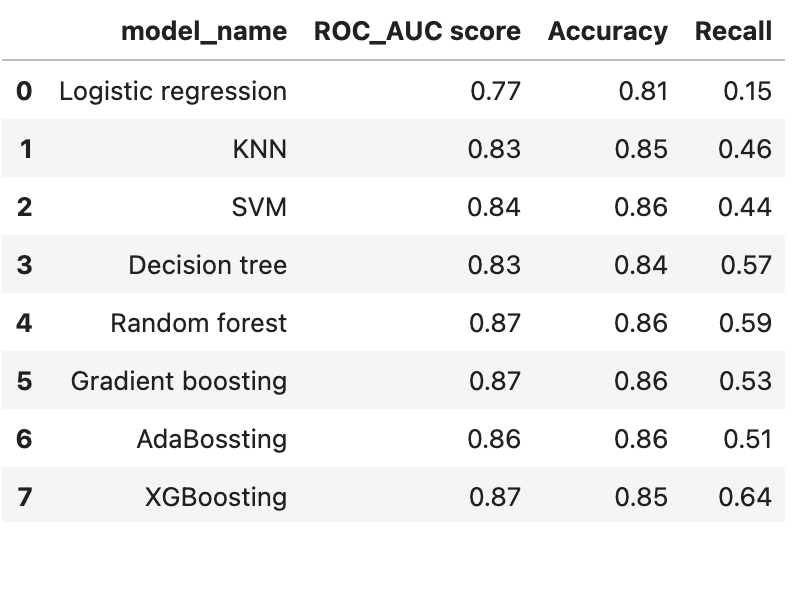 model_name ROC_AUC score Accuracy Recall
0 Logistic regression 0.77 0.81 0.15
1 KNN 0.83 0.85 0.46
2 SVM 0.84 0.86 0.44
3 Decision tree 0.83 0.84 0.57
4 Random forest 0.87 0.86 0.59
5 Gradient boosting 0.87 0.86 0.53
6 AdaBossting 0.86 0.86 0.51
7 XGBoosting 0.87 0.85 0.64